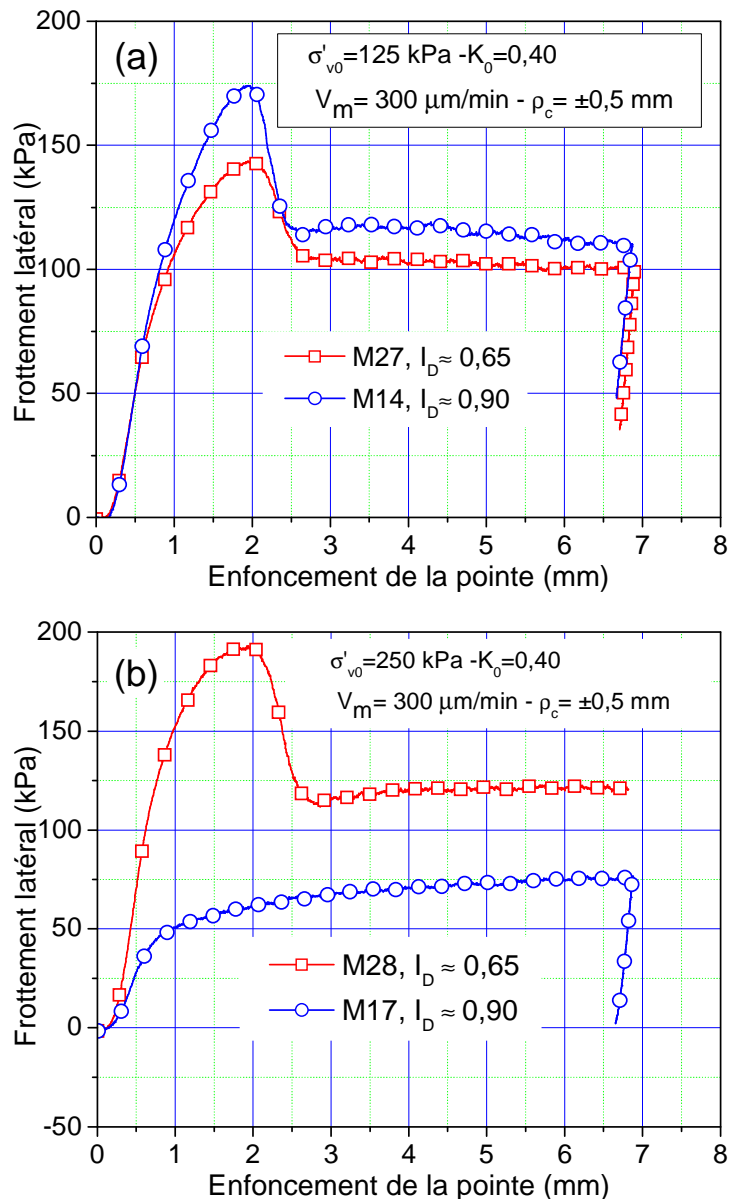 (a)
σ'v0=125 kPa -K0=0,40
Vm= 300 μm/min - ρc= ±0,5 mm
Frottement latéral (kPa)
200
150
100
50
0
M27, ID≈ 0,65
M14, ID≈ 0,90
0 1 2 3 4 5 6 7 8
Enfoncement de la pointe (mm)
(b)
σ'v0=250 kPa -K0=0,40
Vm= 300 μm/min - ρc= ±0,5 mm
Frottement latéral (kPa)
200
150
100
50
0
-50
M28, ID ≈ 0,65
M17, ID ≈ 0,90
0 1 2 3 4 5 6 7 8
Enfoncement de la pointe (mm)